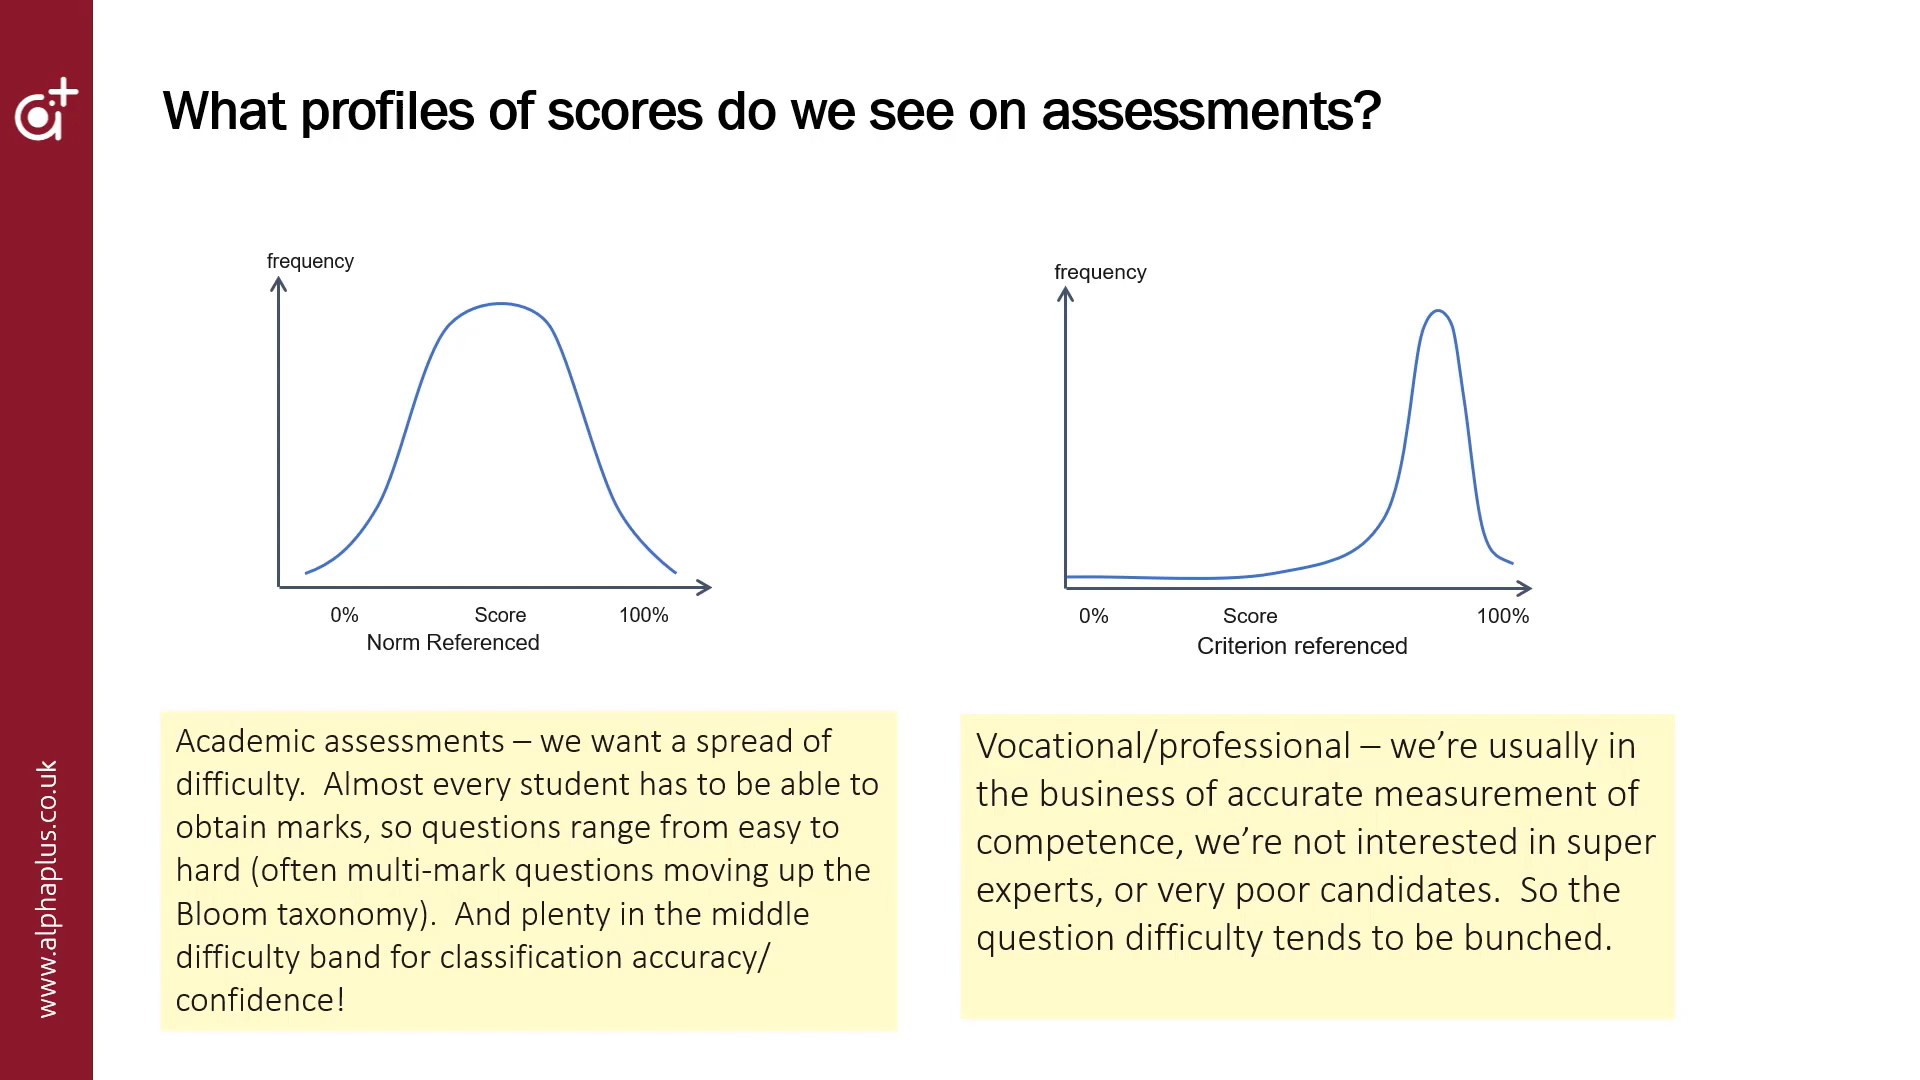 What profiles of scores do we see on assessments?
frequency
0% Score 100%
Norm Referenced
frequency
0% Score 100%
Criterion referenced
Academic assessments – we want a spread of
difficulty.  Almost every student has to be able to
obtain marks, so questions range from easy to
hard (often multi-mark questions moving up the
Bloom taxonomy).  And plenty in the middle
difficulty band for classification accuracy/
confidence!
Vocational/professional – we’re usually in
the business of accurate measurement of
competence, we’re not interested in super
experts, or very poor candidates.  So the
question difficulty tends to be bunched.
www.alphaplus.co.uk